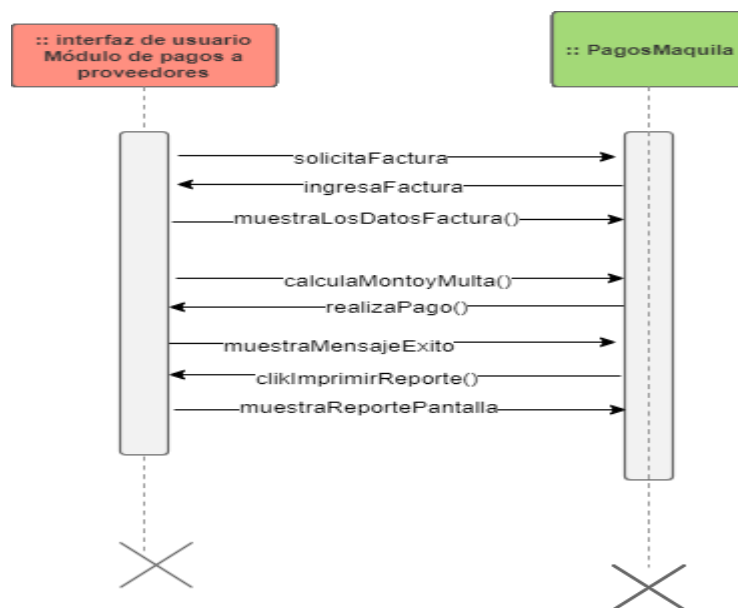 :: interfaz de usuario
Módulo de pagos a
proveedores
:: PagosMaquila
solicitaFactura
ingresaFactura
muestraLosDatosFactura()
calculaMontoyMulta()
realizaPago()
muestraMensajeExito
clikImprimirReporte()
muestraReportePantalla